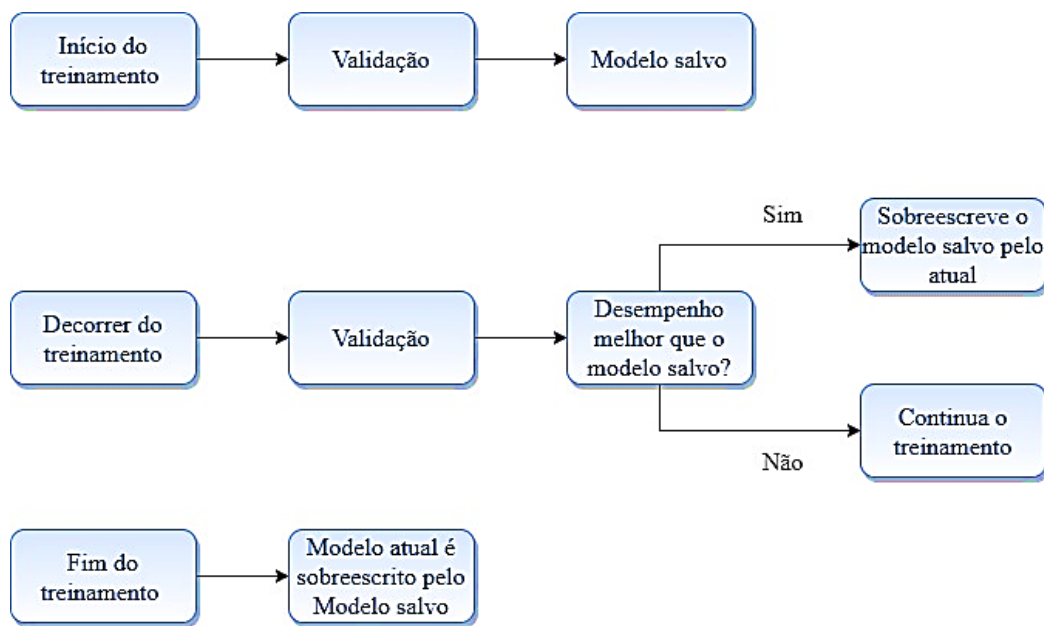 Início do
treinamento
Validação
Modelo salvo
Sim
Sobreescreve o
modelo salvo pelo
atual
Decorrer do
treinamento
Validação
Desempenho
melhor que o
modelo salvo?
Não
Continua o
treinamento
Fim do
treinamento
Modelo atual é
sobreescrito pelo
Modelo salvo